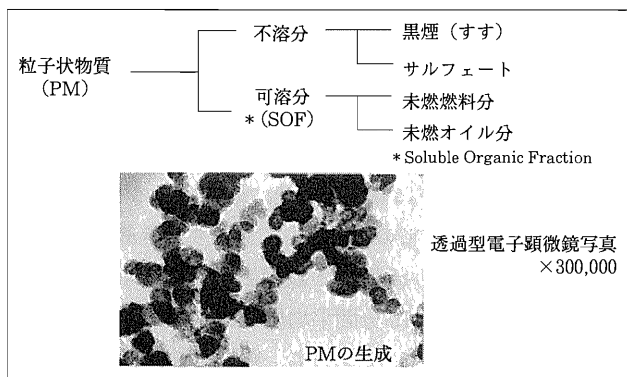 粒子状物質
(PM)
不溶分
黒煙（すす）
サルフェート
可溶分
*(SOF)
未燃燃料分
未燃オイル分
* Soluble Organic Fraction
透過型電子顕微鏡写真
×300,000
PMの生成